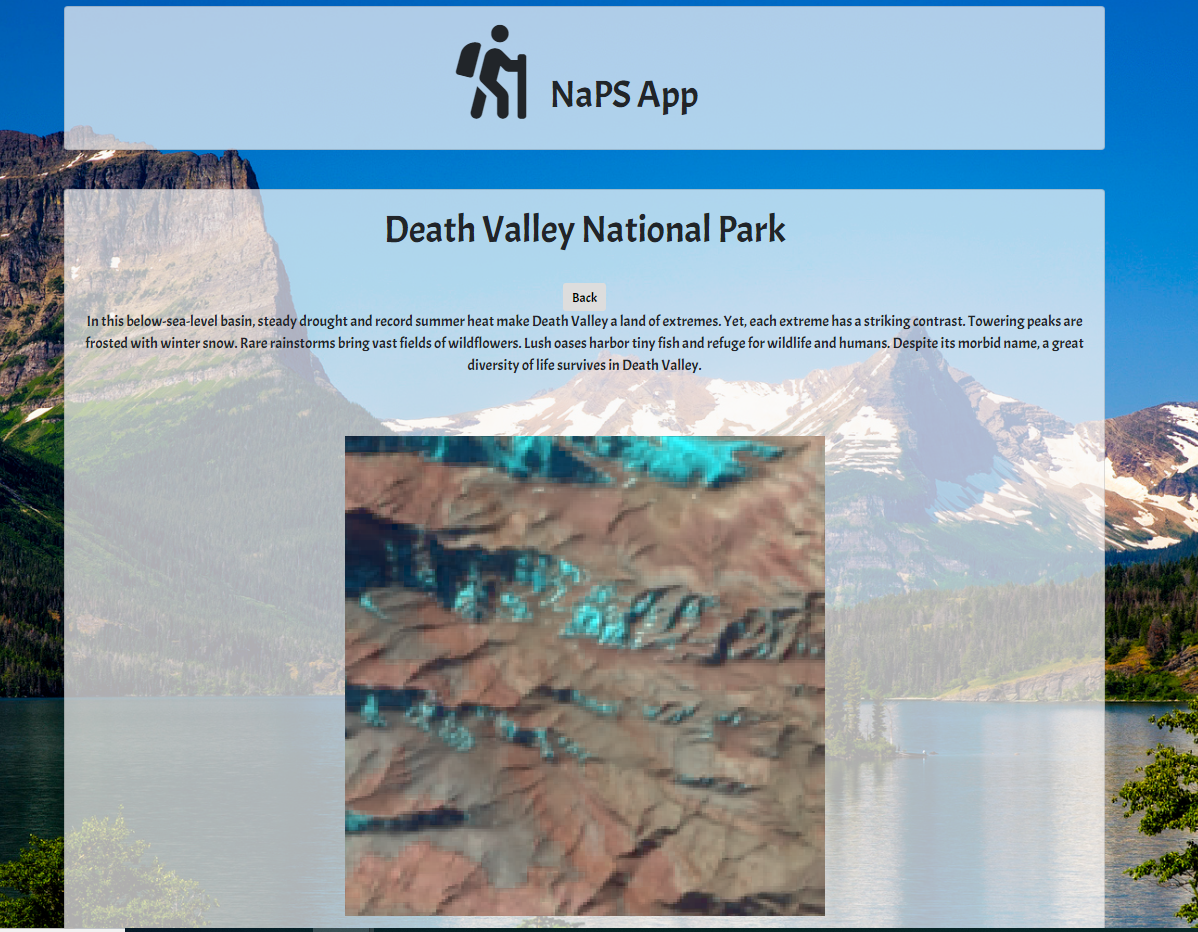 NaPS App
Death Valley National Park
Back
In this below-sea-level basin, steady drought and record summer heat make Death Valley a land of extremes. Yet, each extreme has a striking contrast. Towering peaks are
frosted with winter snow. Rare rainstorms bring vast fields of wildflowers. Lush oases harbor tiny fish and refuge for wildlife and humans. Despite its morbid name, a great
diversity of life survives in Death Valley.